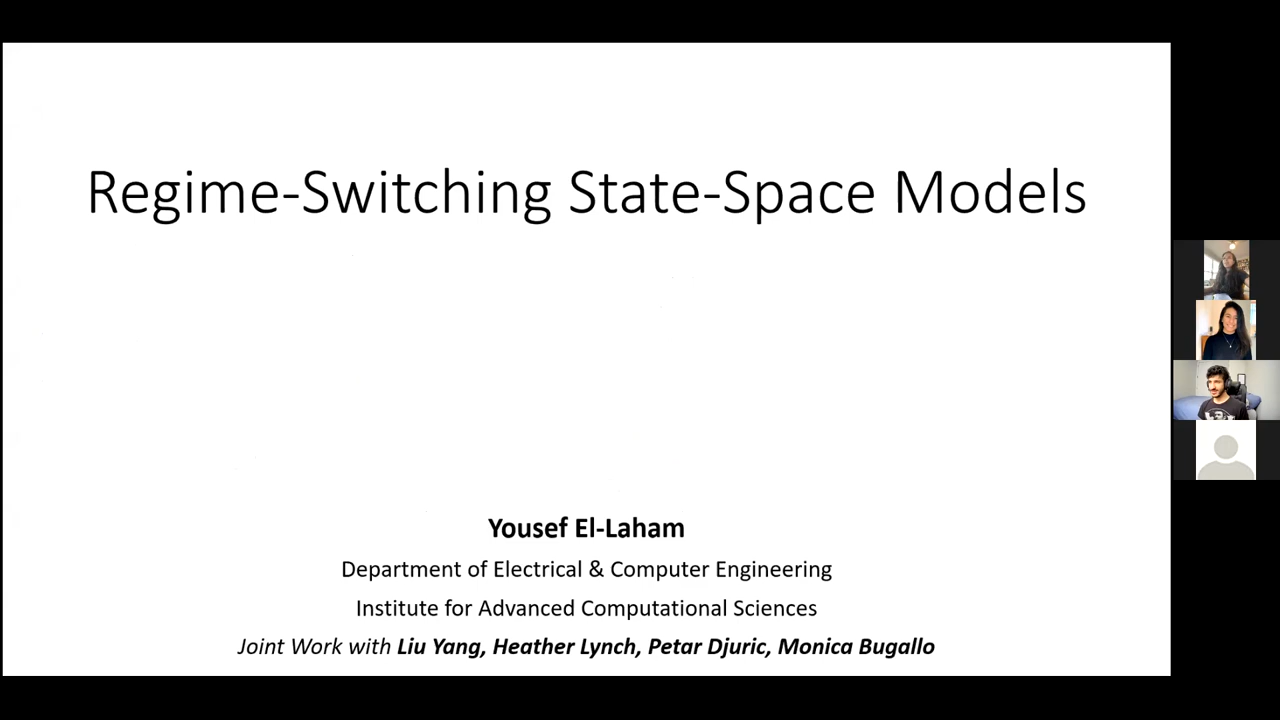 Regime-Switching State-Space Models
Yousef El-Laham
Department of Electrical & Computer Engineering
Institute for Advanced Computational Sciences
Joint Work with Liu Yang, Heather Lynch, Petar Djuric, Monica Bugallo